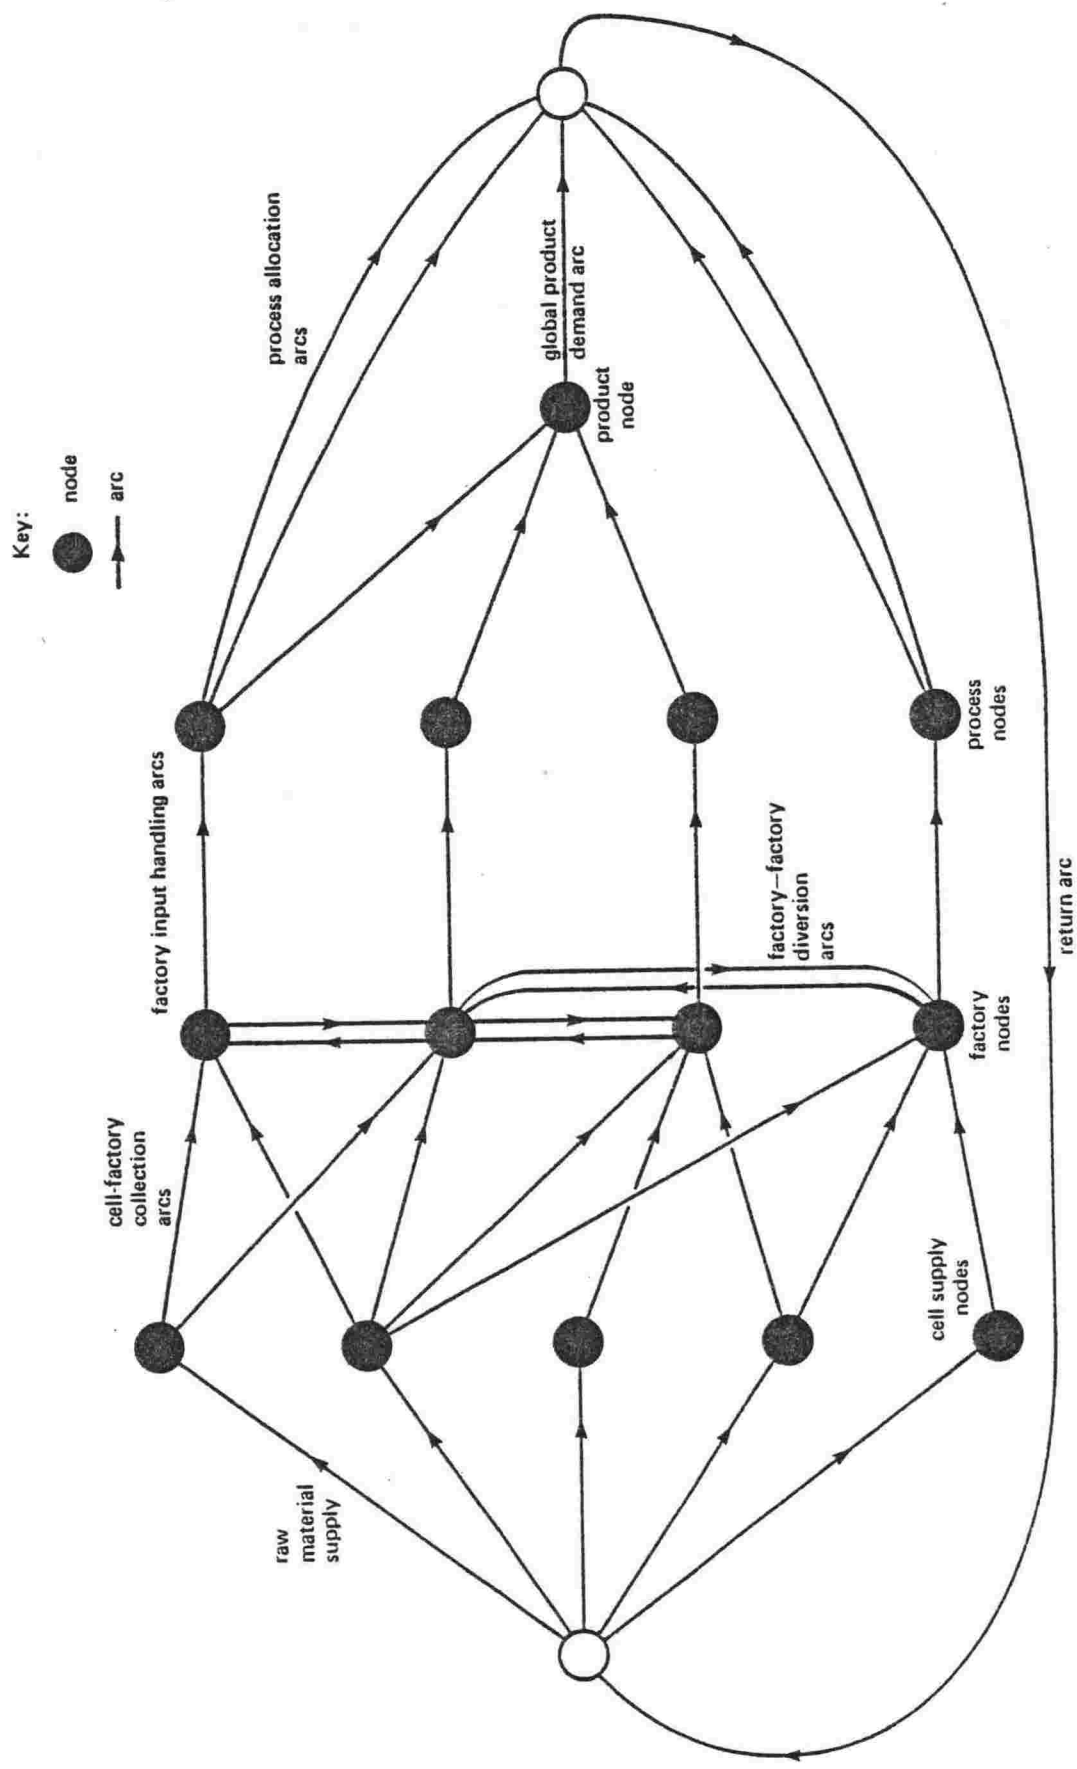 Key:
node
arc
process allocation
arcs
global product
demand arc
product
node
factory input handling arcs
process
nodes
factory–factory
diversion
arcs
return arc
factory
nodes
cell-factory
collection
arcs
cell supply
nodes
raw
material
supply